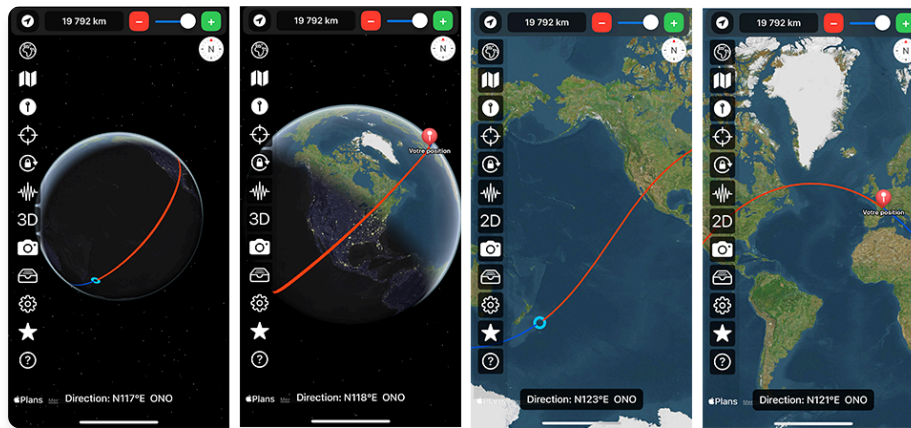 19 792 km
N
3D
Plans
Direction: N117°E ONO
19 792 km
N
Votre position
3D
Plans
Direction: N118°E ONO
19 792 km
N
2D
Plans
Direction: N123°E ONO
19 792 km
N
Votre position
2D
Plans
Direction: N121°E ONO